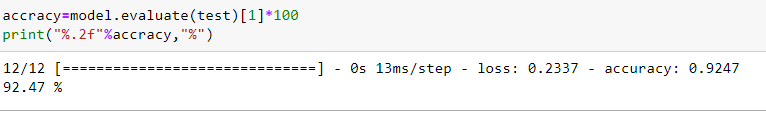 accracy=model.evaluate(test)[1]*100
print("%.2f"%accracy,"%")
12/12 [==============================] - 0s 13ms/step - loss: 0.2337 - accuracy: 0.9247
92.47 %